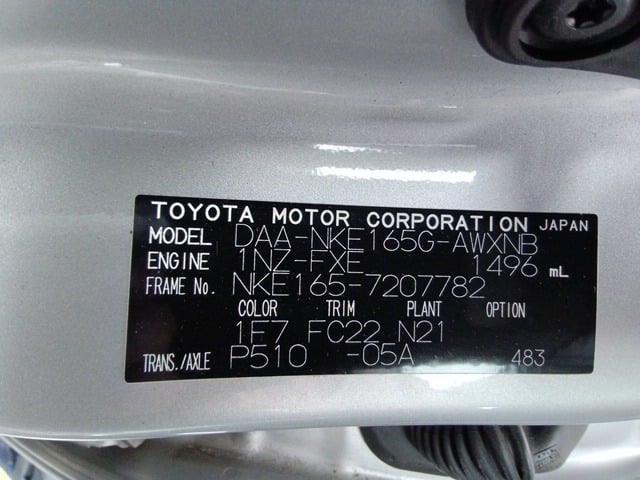 TOYOTA MOTOR CORPORATION JAPAN
MODEL DAA-NKE165G-AWXNB
ENGINE 1NZ-FXE 1496 mL
FRAME No. NKE165-7207782
COLOR TRIM PLANT OPTION
1F7 FC22 N21
TRANS./AXLE P510 -05A 483